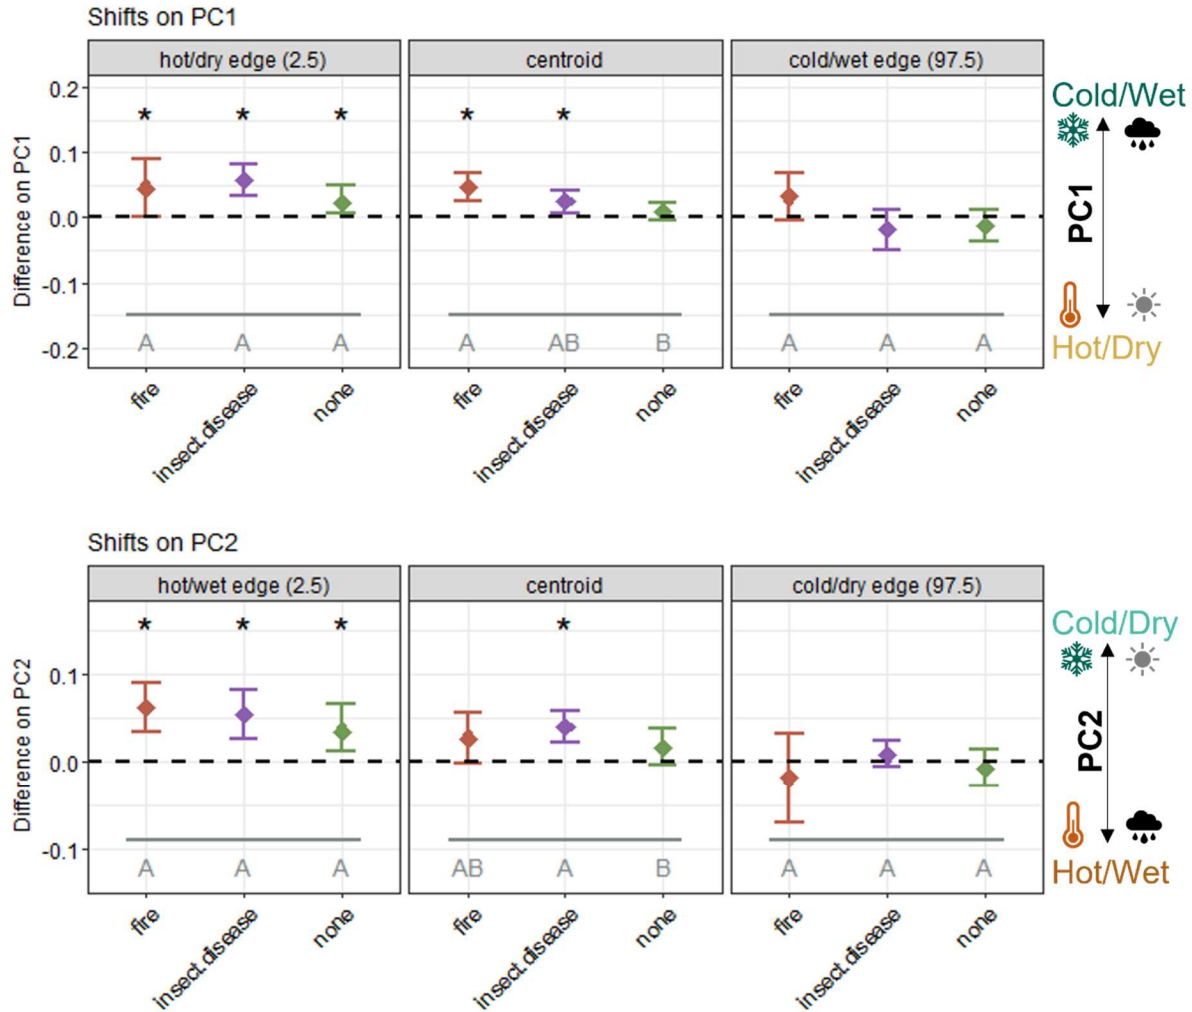 Shifts on PC1
hot/dry edge (2.5)
centroid
cold/wet edge (97.5)
Difference on PC1
0.2
0.1
0.0
-0.1
-0.2
* * *
* *
A A A
A AB B
A A A
fire insect.disease none
fire insect.disease none
fire insect.disease none
Cold/Wet
PC1
Hot/Dry
Shifts on PC2
hot/wet edge (2.5)
centroid
cold/dry edge (97.5)
Difference on PC2
0.1
0.0
-0.1
* * *
*
A A A
AB A B
A A A
fire insect.disease none
fire insect.disease none
fire insect.disease none
Cold/Dry
PC2
Hot/Wet